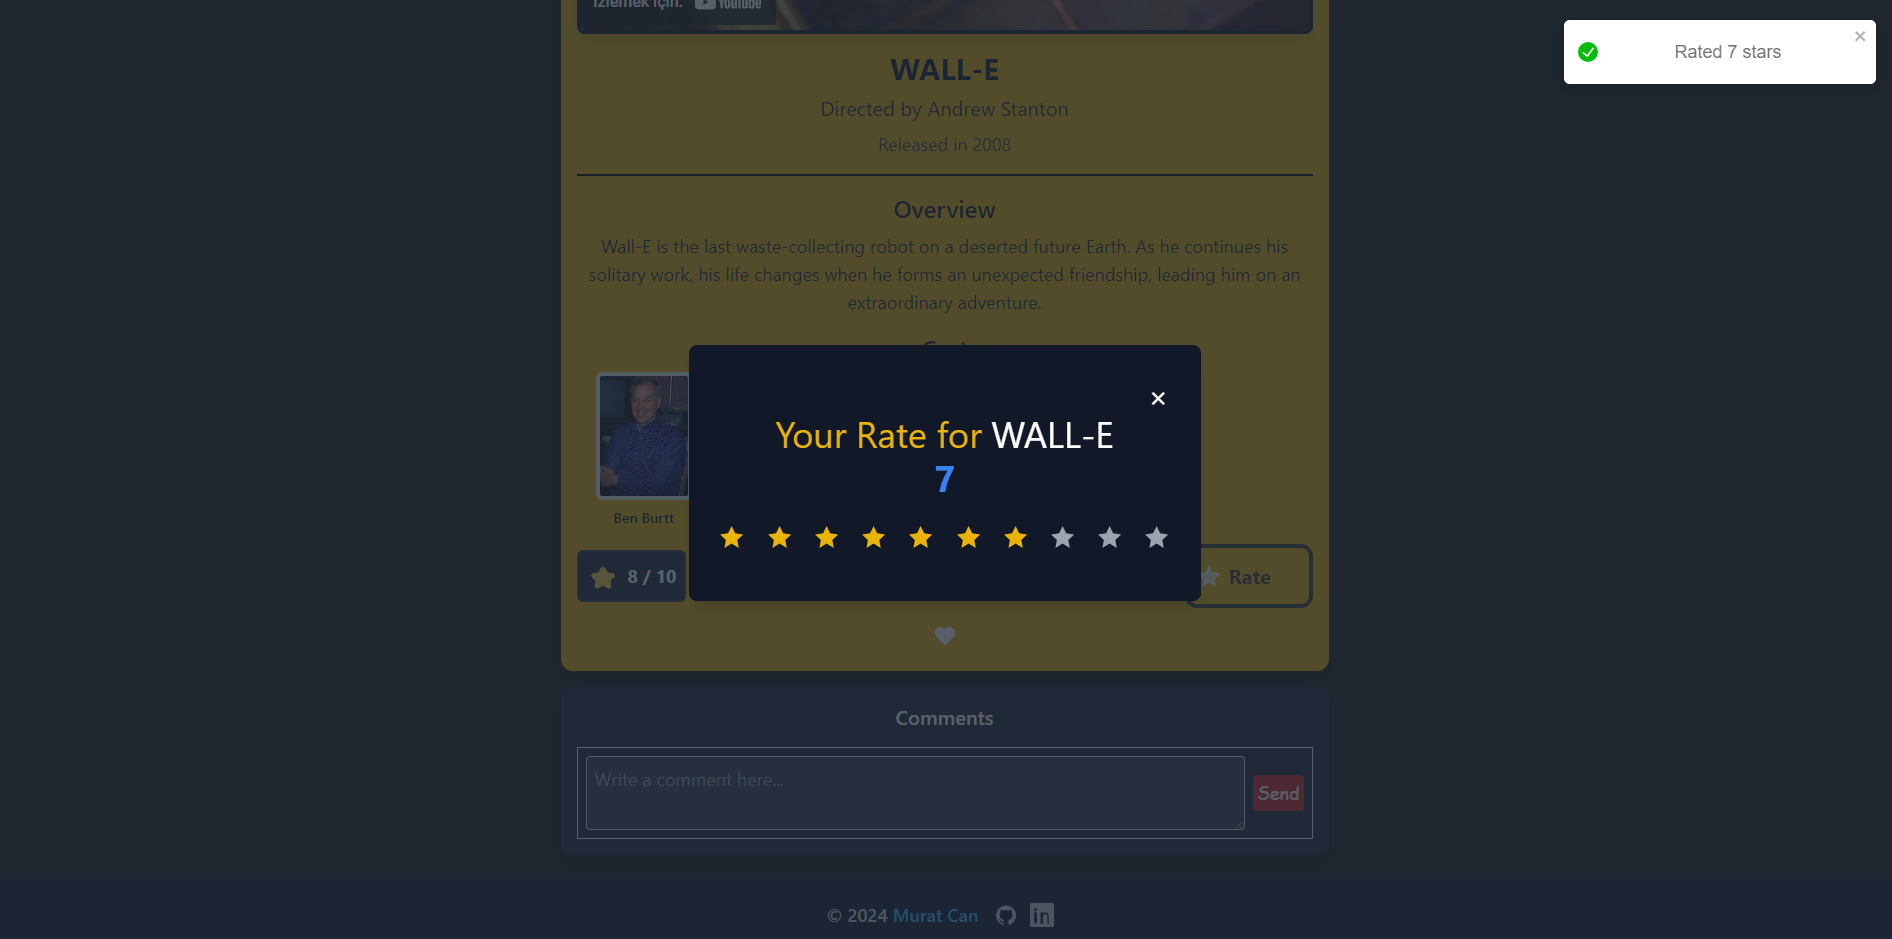 izlemek için:
YouTube
Rated 7 stars
WALL-E
Directed by Andrew Stanton
Released in 2008
Overview
Wall-E is the last waste-collecting robot on a deserted future Earth. As he continues his
solitary work, his life changes when he forms an unexpected friendship, leading him on an
extraordinary adventure.
Your Rate for WALL-E
7
Ben Burtt
8 / 10
Rate
Comments
Write a comment here...
Send
© 2024 Murat Can
in